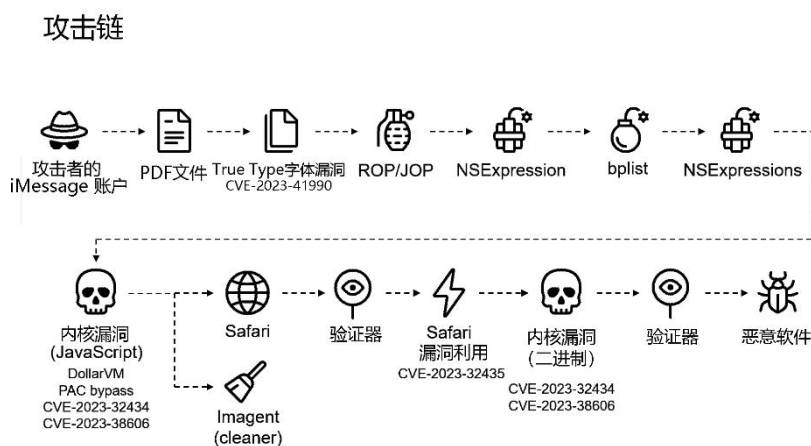 攻击链
攻击者的
iMessage 账户
PDF文件
True Type字体漏洞
CVE-2023-41990
ROP/JOP
NSExpression
bplist
NSExpressions
内核漏洞
(JavaScript)
DollarVM
PAC bypass
CVE-2023-32434
CVE-2023-38606
Safari
Imagent
(cleaner)
验证器
Safari
漏洞利用
CVE-2023-32435
内核漏洞
（二进制）
CVE-2023-32434
CVE-2023-38606
验证器
恶意软件